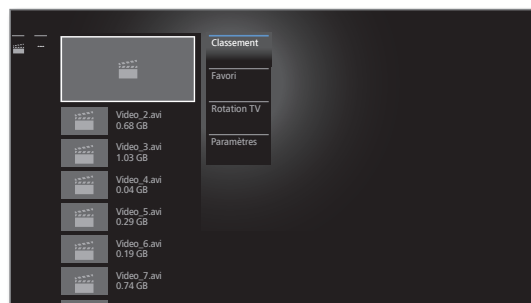 Classement
Favori
Rotation TV
Paramètres
Video_2.avi
0.68 GB
Video_3.avi
1.03 GB
Video_4.avi
0.04 GB
Video_5.avi
0.29 GB
Video_6.avi
0.19 GB
Video_7.avi
0.74 GB